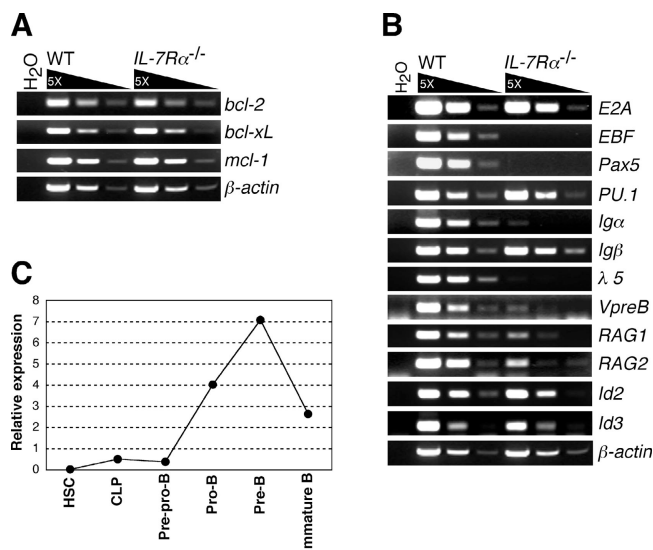 A
H₂O
WT
IL-7Rα-/-
5X
5X
bcl-2
bcl-xL
mcl-1
β-actin
B
H₂O
WT
IL-7Rα-/-
5X
5X
E2A
EBF
Pax5
PU.1
Igα
Igβ
λ 5
VpreB
RAG1
RAG2
Id2
Id3
β-actin
C
Relative expression
8
7
6
5
4
3
2
1
0
HSC
CLP
Pre-pro-B
Pro-B
Pre-B
mmature B